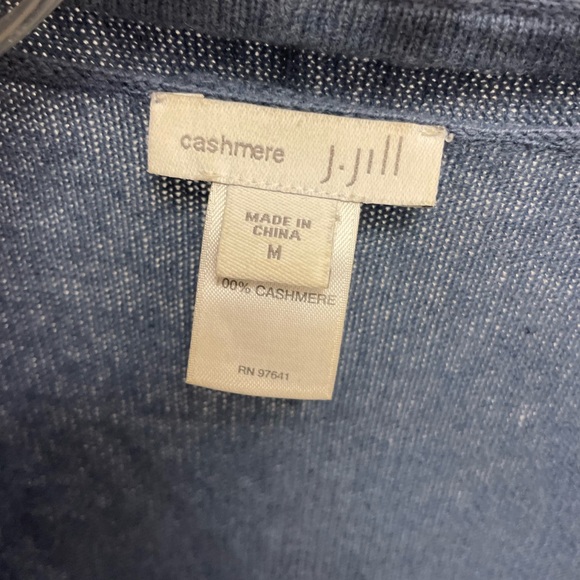 cashmere J.Jill
MADE IN
CHINA
M
00% CASHMERE
RN 97641